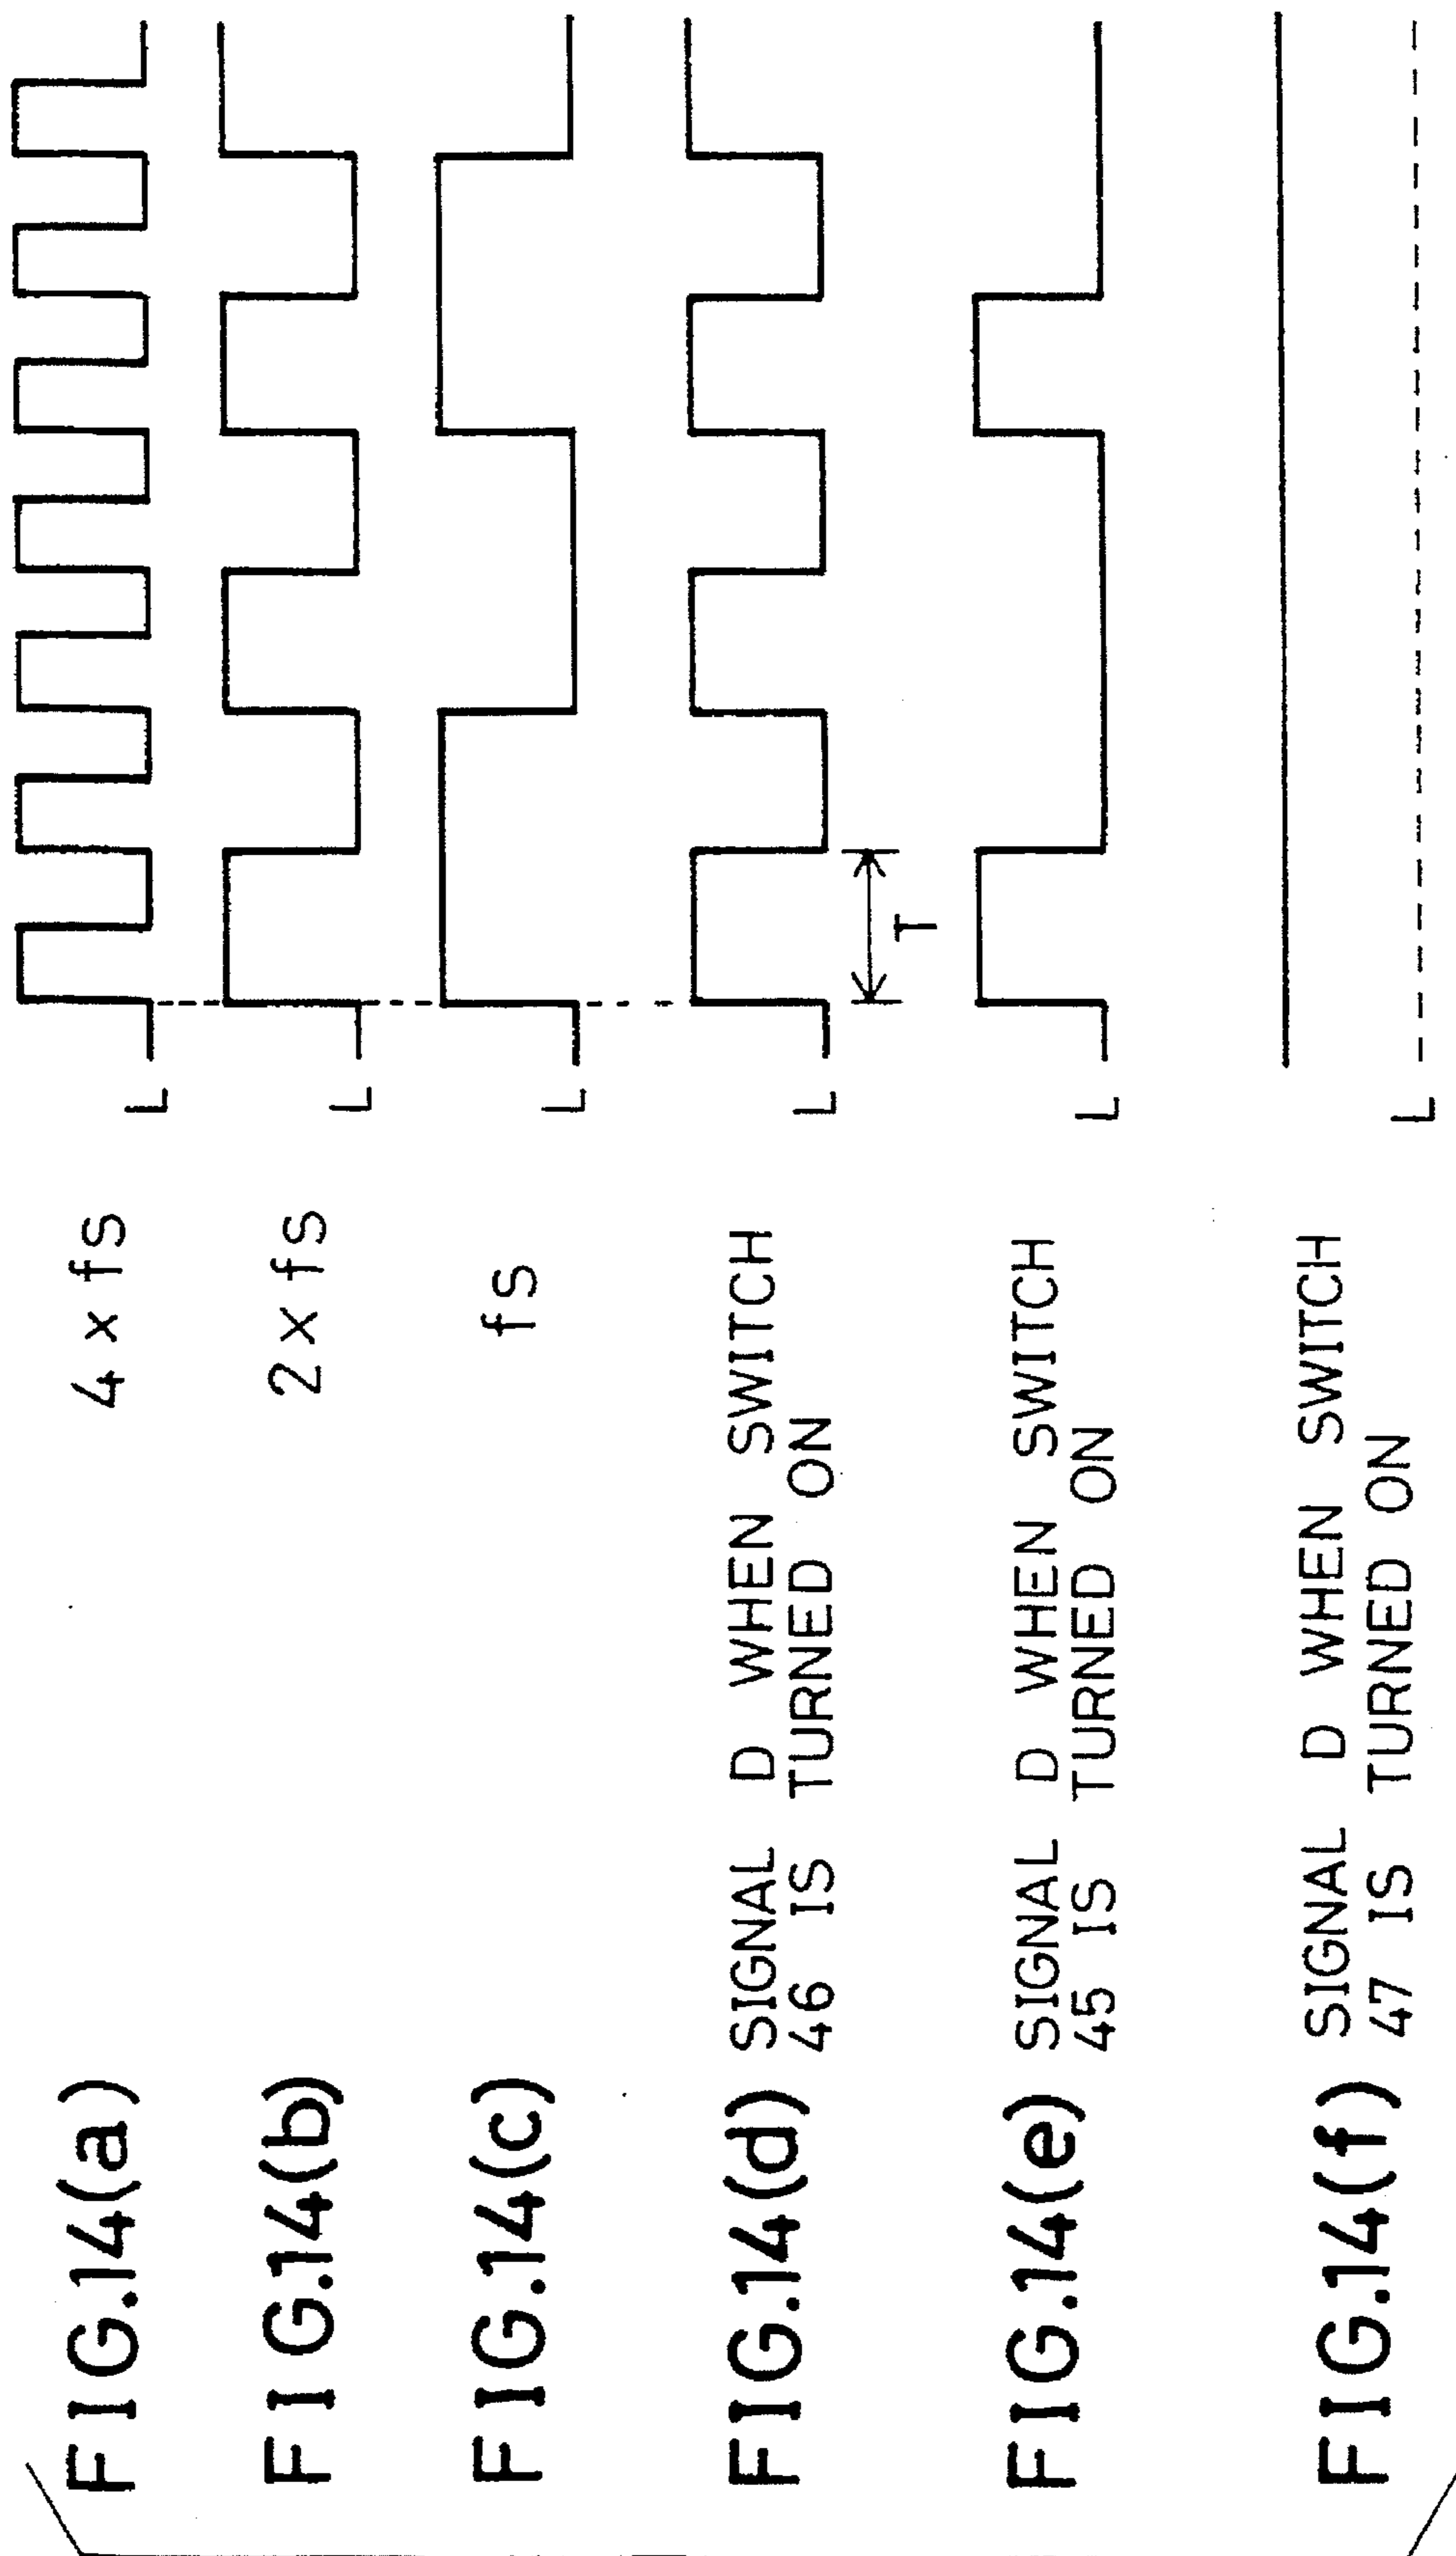 FIG.14(a) 4 x fs L
FIG.14(b) 2 x fs L
FIG.14(c) fs L
FIG.14(d) SIGNAL D WHEN SWITCH
46 IS TURNED ON L
T
FIG.14(e) SIGNAL D WHEN SWITCH
45 IS TURNED ON L
FIG.14(f) SIGNAL D WHEN SWITCH
47 IS TURNED ON L